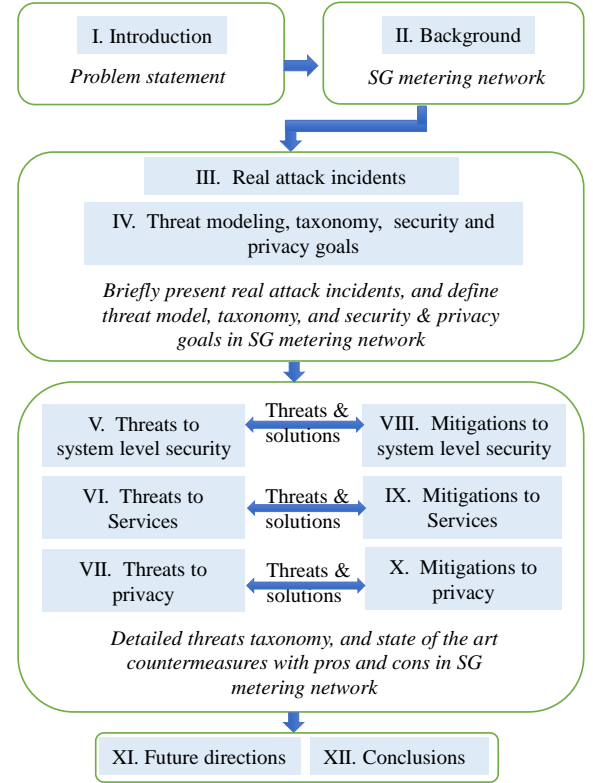 I. Introduction
Problem statement
II. Background
SG metering network
III. Real attack incidents
IV. Threat modeling, taxonomy, security and
privacy goals
Briefly present real attack incidents, and define
threat model, taxonomy, and security & privacy
goals in SG metering network
V. Threats to
system level security
Threats &
solutions
VIII. Mitigations to
system level security
VI. Threats to
Services
Threats &
solutions
IX. Mitigations to
Services
VII. Threats to
privacy
Threats &
solutions
X. Mitigations to
privacy
Detailed threats taxonomy, and state of the art
countermeasures with pros and cons in SG
metering network
XI. Future directions
XII. Conclusions